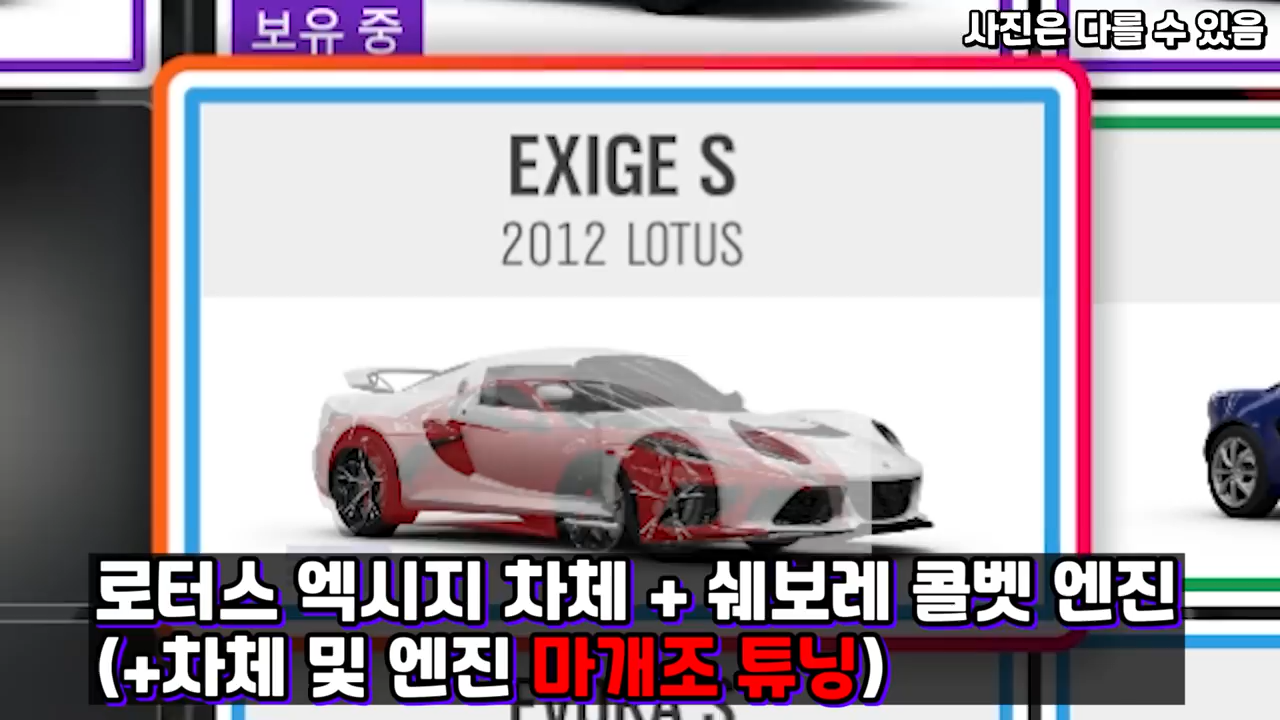 보유 중
사진은 다를 수 있음
EXIGE S
2012 LOTUS
로터스 엑시지 차체 + 쉐보레 콜벳 엔진
(+차체 및 엔진 마개조 튜닝)
EVORA S